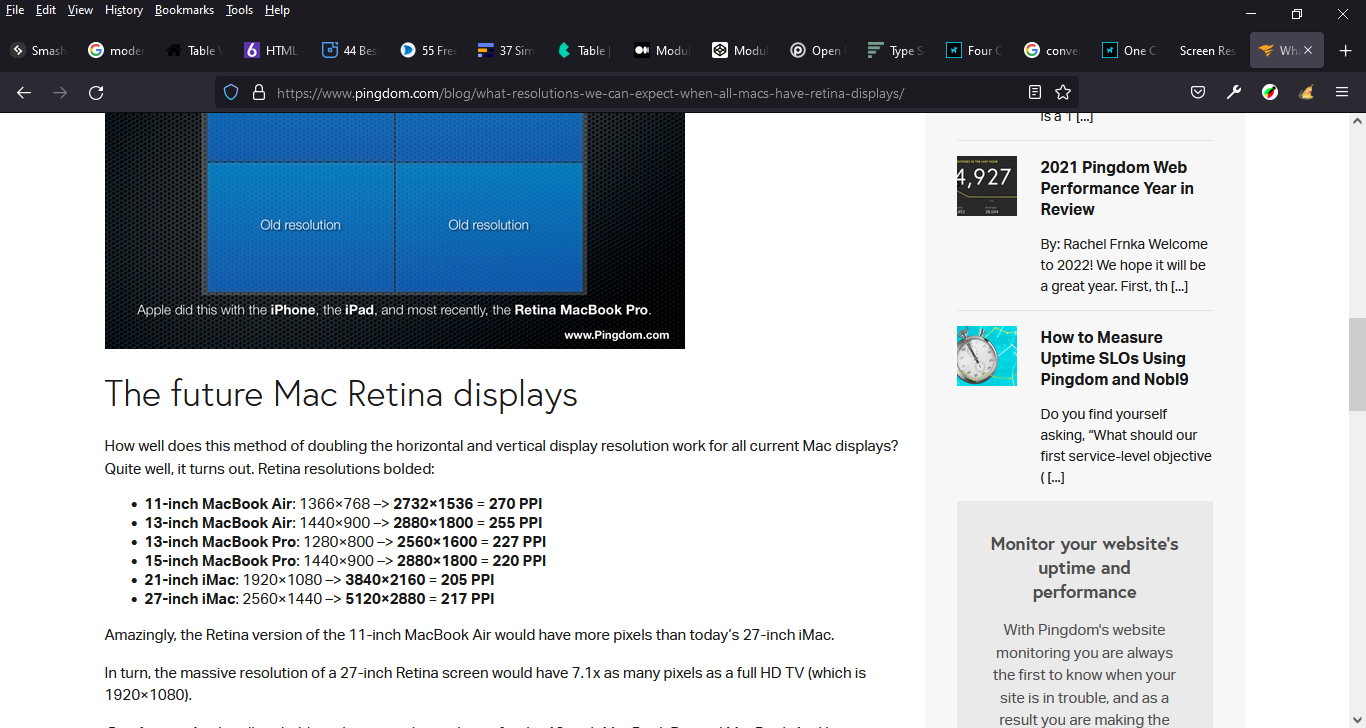 File Edit View History Bookmarks Tools Help
Smash
mode
Table
HTML
44 Bes
55 Fre
37 Sim
Table |
Modul
Modul
Open
Type S
Four C
conve
One C
Screen Res
Wh
https://www.pingdom.com/blog/what-resolutions-we-can-expect-when-all-macs-have-retina-displays/
Old resolution
Old resolution
Apple did this with the iPhone, the iPad, and most recently, the Retina MacBook Pro.
www.Pingdom.com
The future Mac Retina displays
How well does this method of doubling the horizontal and vertical display resolution work for all current Mac displays?
Quite well, it turns out. Retina resolutions bolded:
• 11-inch MacBook Air: 1366×768 –> 2732×1536 = 270 PPI
• 13-inch MacBook Air: 1440×900 –> 2880×1800 = 255 PPI
• 13-inch MacBook Pro: 1280×800 –> 2560×1600 = 227 PPI
• 15-inch MacBook Pro: 1440×900 –> 2880×1800 = 220 PPI
• 21-inch iMac: 1920×1080 –> 3840×2160 = 205 PPI
• 27-inch iMac: 2560×1440 –> 5120×2880 = 217 PPI
Amazingly, the Retina version of the 11-inch MacBook Air would have more pixels than today’s 27-inch iMac.
In turn, the massive resolution of a 27-inch Retina screen would have 7.1x as many pixels as a full HD TV (which is
1920×1080).
is a 1 [...]
4,927
2021 Pingdom Web
Performance Year in
Review
By: Rachel Frnka Welcome
to 2022! We hope it will be
a great year. First, th [...]
How to Measure
Uptime SLOs Using
Pingdom and Nobl9
Do you find yourself
asking, “What should our
first service-level objective
( [...]
Monitor your website's
uptime and
performance
With Pingdom's website
monitoring you are always
the first to know when your
site is in trouble, and as a
result you are making the